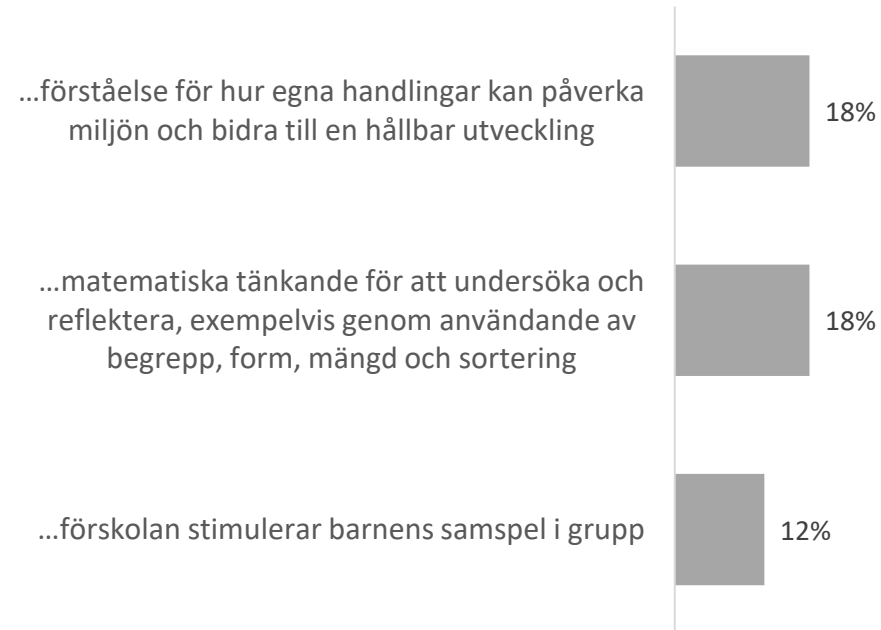 …förståelse för hur egna handlingar kan påverka
miljön och bidra till en hållbar utveckling
18%
…matematiska tänkande för att undersöka och
reflektera, exempelvis genom användande av
begrepp, form, mängd och sortering
18%
…förskolan stimulerar barnens samspel i grupp
12%